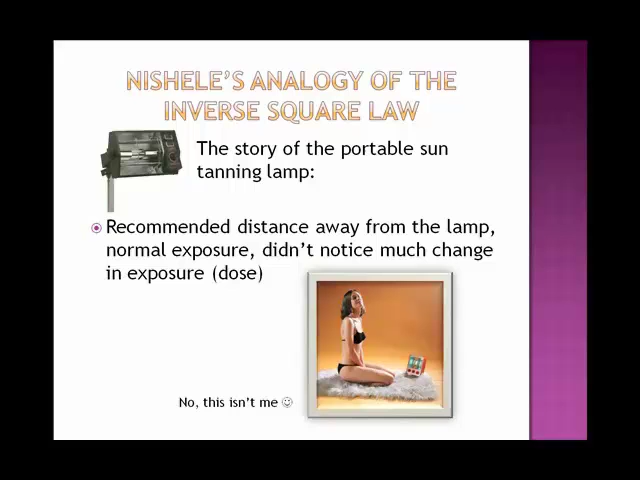 NISHELE'S ANALOGY OF THE
INVERSE SQUARE LAW
The story of the portable sun
tanning lamp:
Recommended distance away from the lamp,
normal exposure, didn't notice much change
in exposure (dose)
No, this isn't me ☺